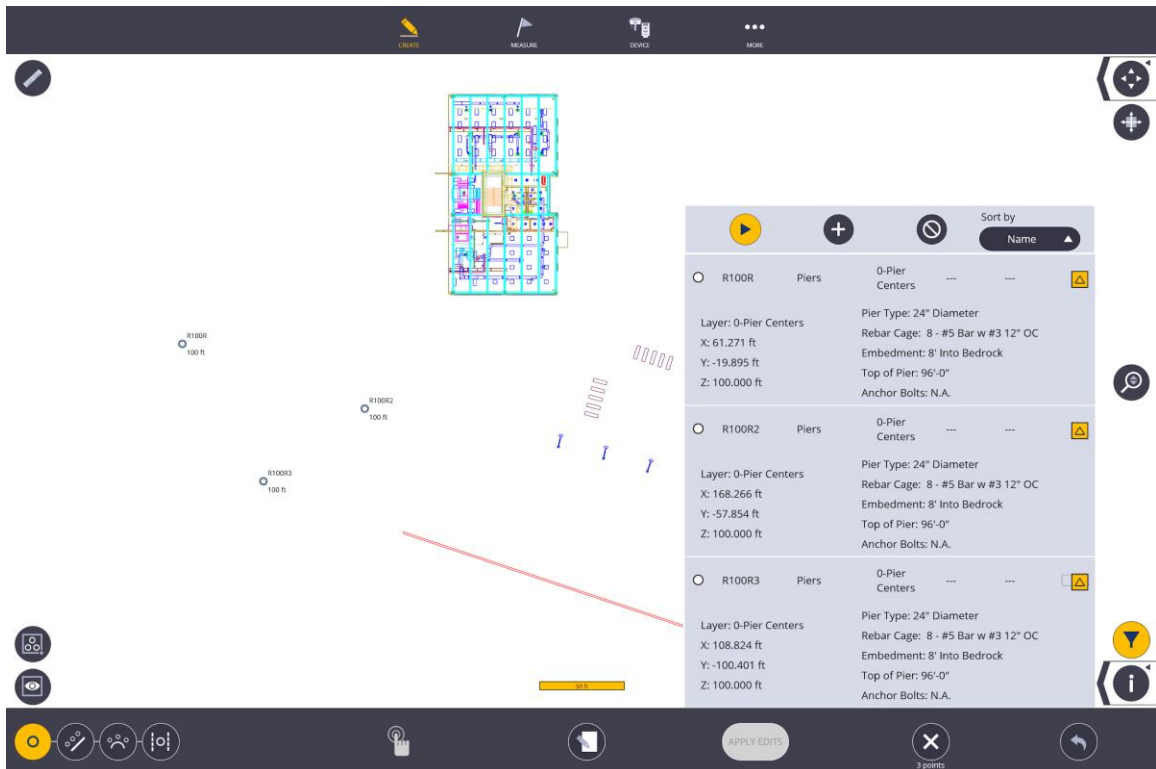 CREATE
MEASURE
DEVICE
MORE
Sort by
Name
R100R Piers 0-Pier Centers --- ---
Layer: 0-Pier Centers
X: 61.271 ft
Y: -19.895 ft
Z: 100.000 ft
Pier Type: 24" Diameter
Rebar Cage: 8 - #5 Bar w #3 12" OC
Embedment: 8' Into Bedrock
Top of Pier: 96'-0"
Anchor Bolts: N.A.
R100R2 Piers 0-Pier Centers --- ---
Layer: 0-Pier Centers
X: 168.266 ft
Y: -57.854 ft
Z: 100.000 ft
Pier Type: 24" Diameter
Rebar Cage: 8 - #5 Bar w #3 12" OC
Embedment: 8' Into Bedrock
Top of Pier: 96'-0"
Anchor Bolts: N.A.
R100R3 Piers 0-Pier Centers --- ---
Layer: 0-Pier Centers
X: 108.824 ft
Y: -100.401 ft
Z: 100.000 ft
Pier Type: 24" Diameter
Rebar Cage: 8 - #5 Bar w #3 12" OC
Embedment: 8' Into Bedrock
Top of Pier: 96'-0"
Anchor Bolts: N.A.
R100R
100 ft
R100R2
100 ft
R100R3
100 ft
50 ft
APPLY EDITS
3 points